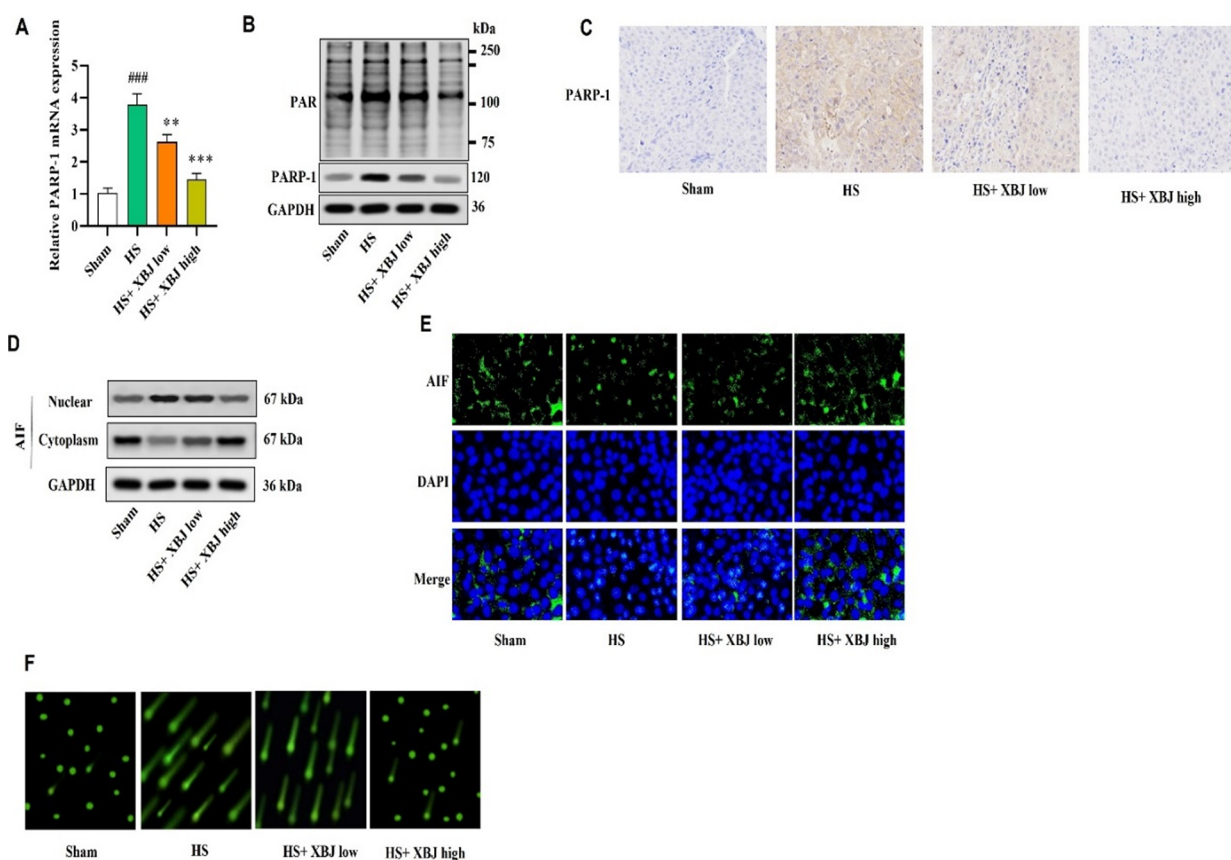 A
Relative PARP-1 mRNA expression
5
4
3
2
1
0
###
**
***
Sham
HS
HS+ XBJ low
HS+ XBJ high
B
kDa
PAR
250
100
75
PARP-1
120
GAPDH
36
Sham
HS
HS+ XBJ low
HS+ XBJ high
C
PARP-1
Sham
HS
HS+ XBJ low
HS+ XBJ high
D
AIF
Nuclear
67 kDa
Cytoplasm
67 kDa
GAPDH
36 kDa
Sham
HS
HS+ XBJ low
HS+ XBJ high
E
AIF
DAPI
Merge
Sham
HS
HS+ XBJ low
HS+ XBJ high
F
Sham
HS
HS+ XBJ low
HS+ XBJ high